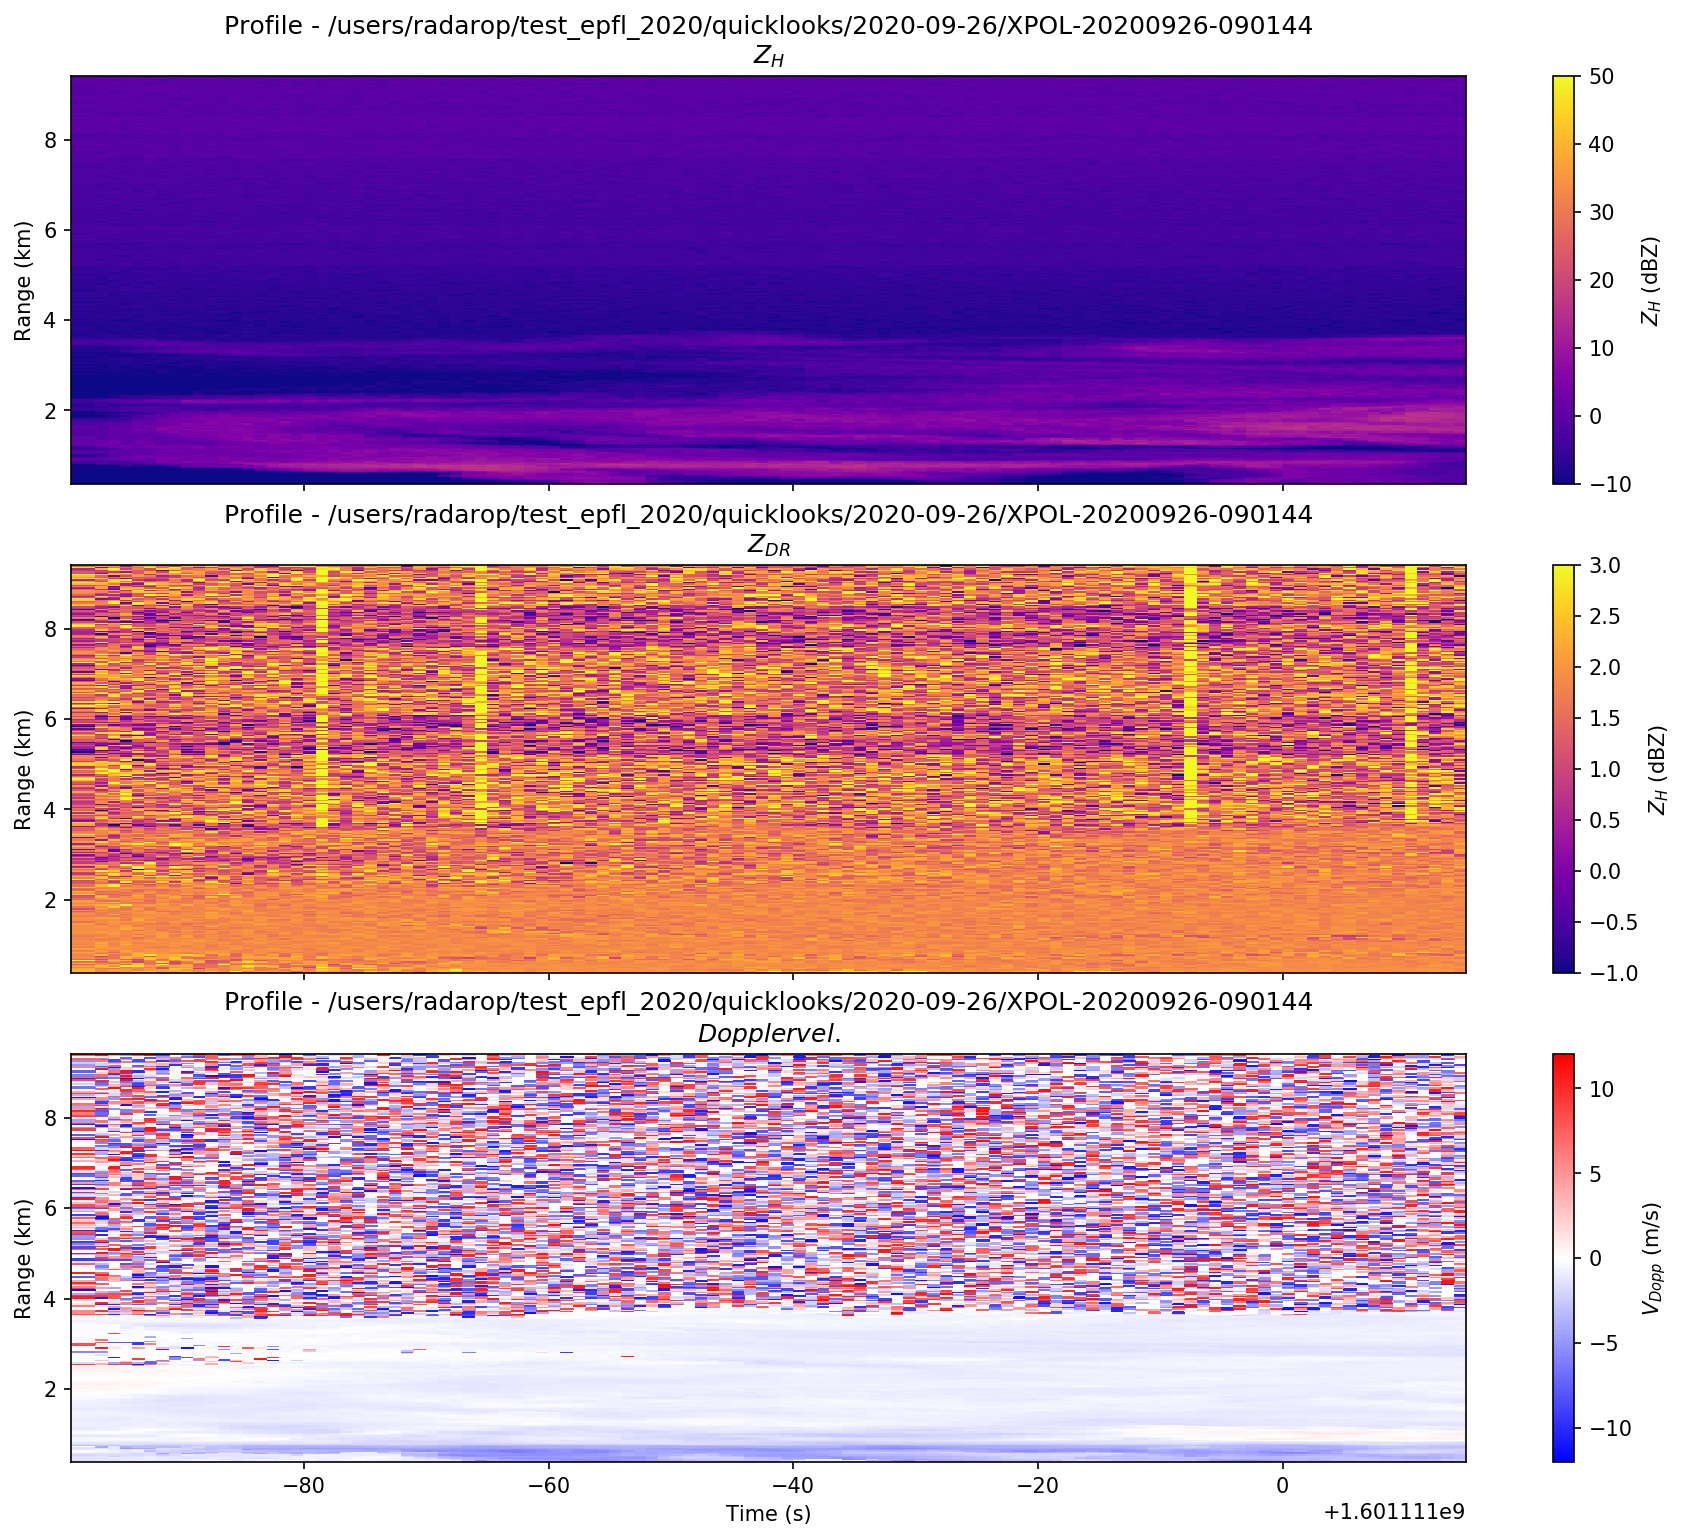 Profile - /users/radarop/test_epfl_2020/quicklooks/2020-09-26/XPOL-20200926-090144
Z_H
Range (km)
8
6
4
2
50
40
30
20
10
0
−10
Z_H (dBZ)
Profile - /users/radarop/test_epfl_2020/quicklooks/2020-09-26/XPOL-20200926-090144
Z_DR
Range (km)
8
6
4
2
3.0
2.5
2.0
1.5
1.0
0.5
0.0
−0.5
−1.0
Z_H (dBZ)
Profile - /users/radarop/test_epfl_2020/quicklooks/2020-09-26/XPOL-20200926-090144
Dopplervel.
Range (km)
8
6
4
2
10
5
0
−5
−10
V_Dopp (m/s)
−80 −60 −40 −20 0
Time (s)
+1.601111e9